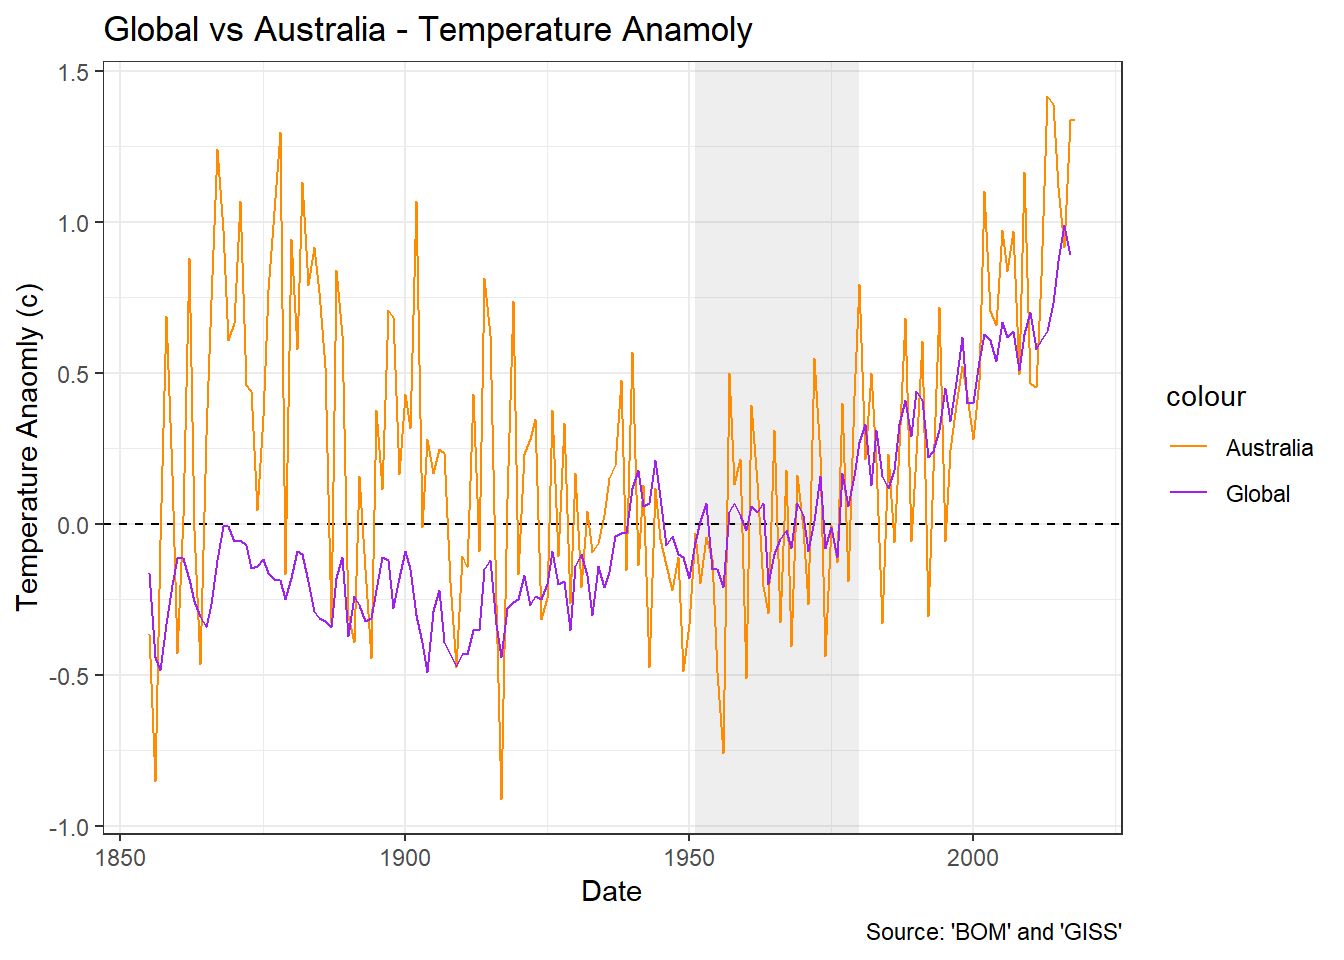 Global vs Australia - Temperature Anamoly
Temperature Anaomly (c)
1.5
1.0
0.5
0.0
-0.5
-1.0
1850
1900
1950
2000
Date
colour
Australia
Global
Source: 'BOM' and 'GISS'